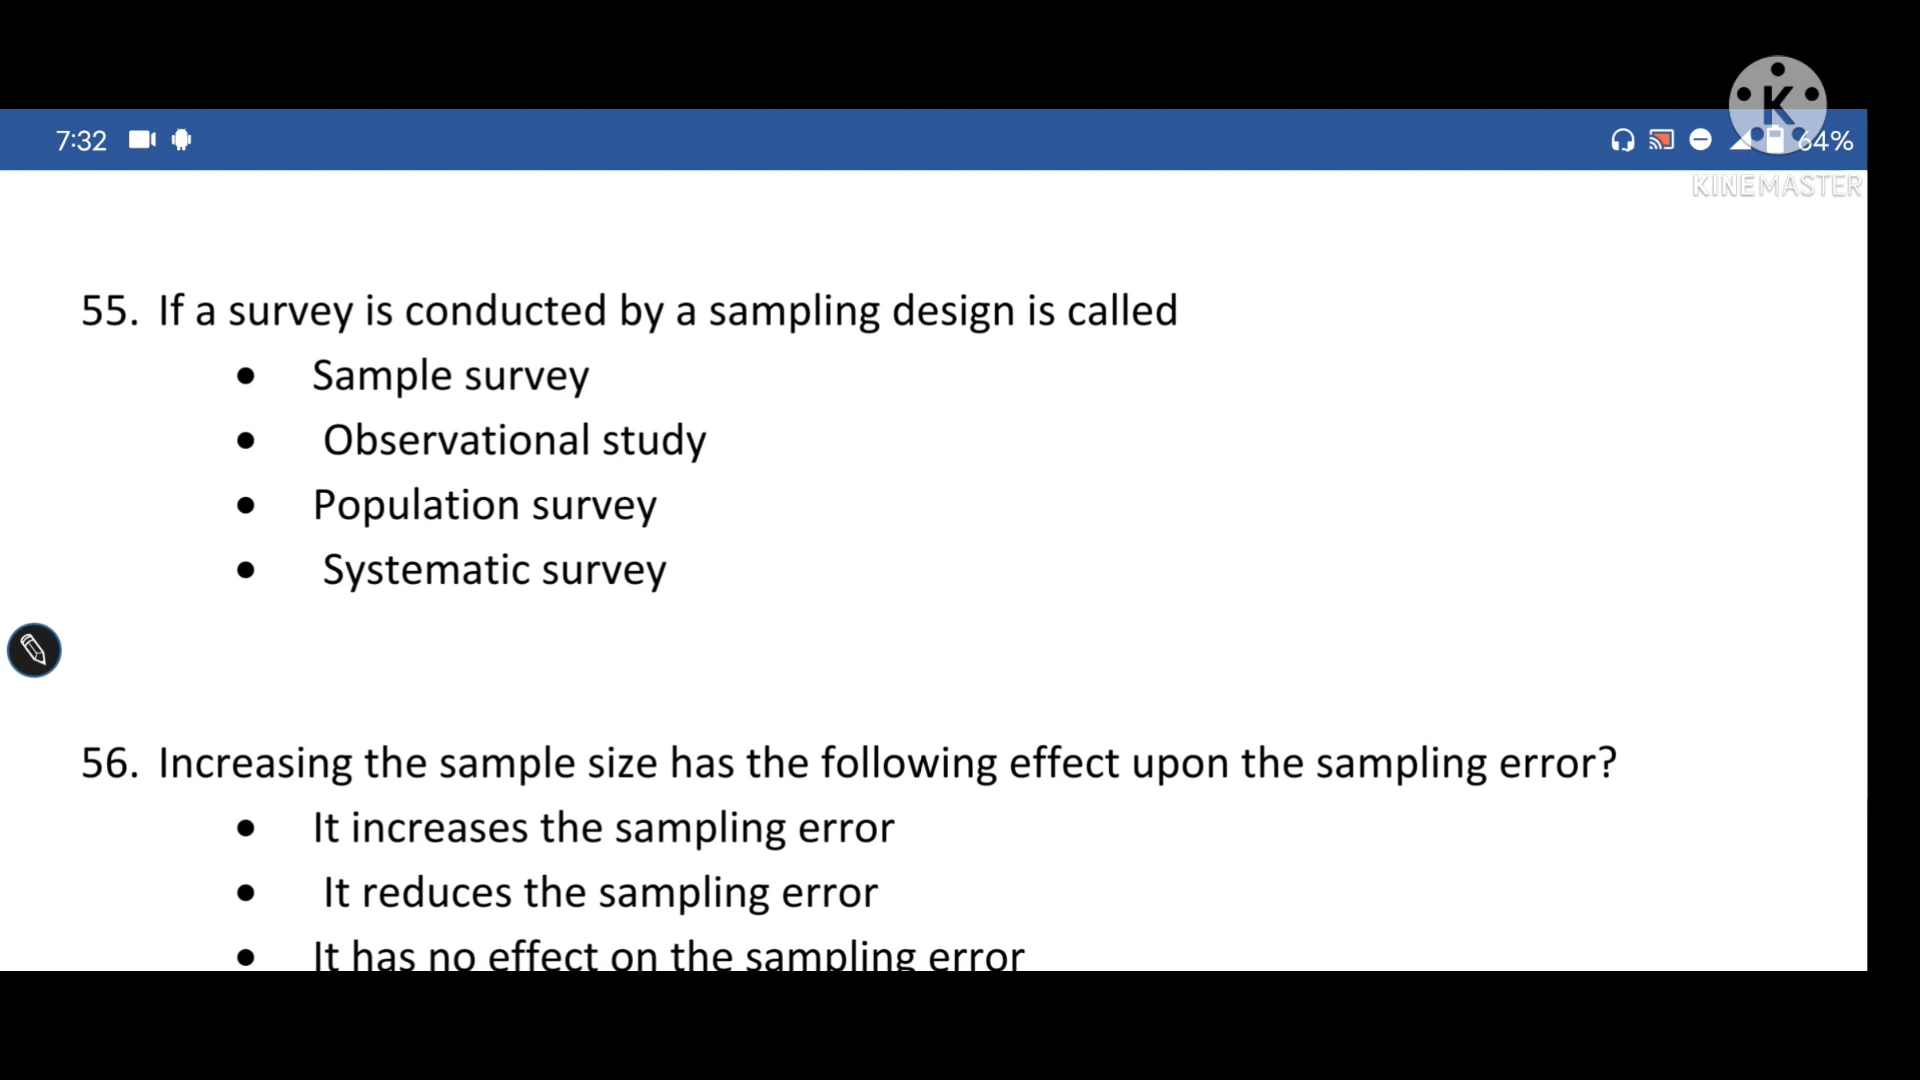 7:32
64%
K
KINEMASTER
55. If a survey is conducted by a sampling design is called
• Sample survey
• Observational study
• Population survey
• Systematic survey
56. Increasing the sample size has the following effect upon the sampling error?
• It increases the sampling error
• It reduces the sampling error
• It has no effect on the sampling error